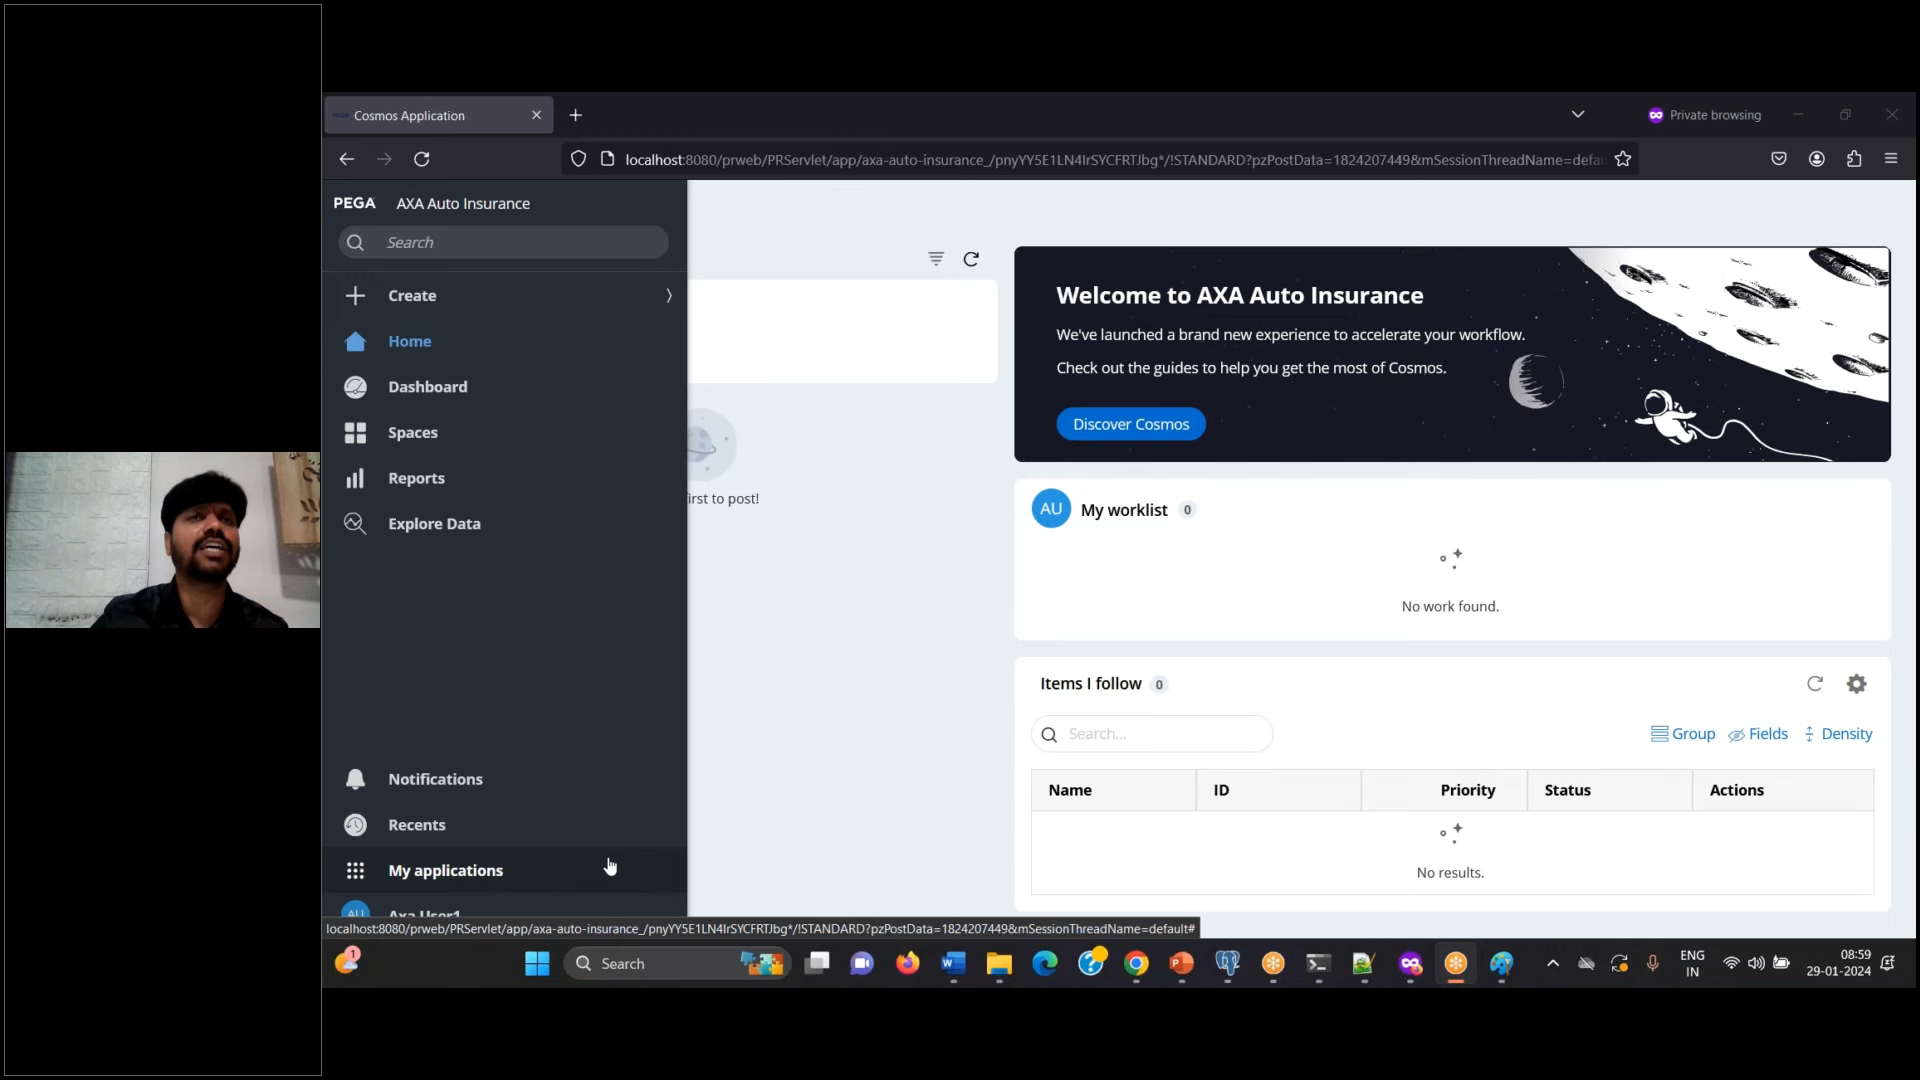 Cosmos Application
Private browsing
localhost:8080/prweb/PRServlet/app/axa-auto-insurance_/pnyYY5E1LN4IrSYCFRTJbg*/!STANDARD?pzPostData=1824207449&mSessionThreadName=defau
PEGA AXA Auto Insurance
Search
Create
Home
Dashboard
Spaces
Reports
Explore Data
Notifications
Recents
My applications
AU Axa User1
irst to post!
Welcome to AXA Auto Insurance
We've launched a brand new experience to accelerate your workflow.
Check out the guides to help you get the most of Cosmos.
Discover Cosmos
AU My worklist 0
No work found.
Items I follow 0
Search...
Group Fields Density
Name ID Priority Status Actions
No results.
localhost:8080/prweb/PRServlet/app/axa-auto-insurance_/pnyYY5E1LN4IrSYCFRTJbg*/!STANDARD?pzPostData=1824207449&mSessionThreadName=default#
1
Search
ENG
IN
08:59
29-01-2024